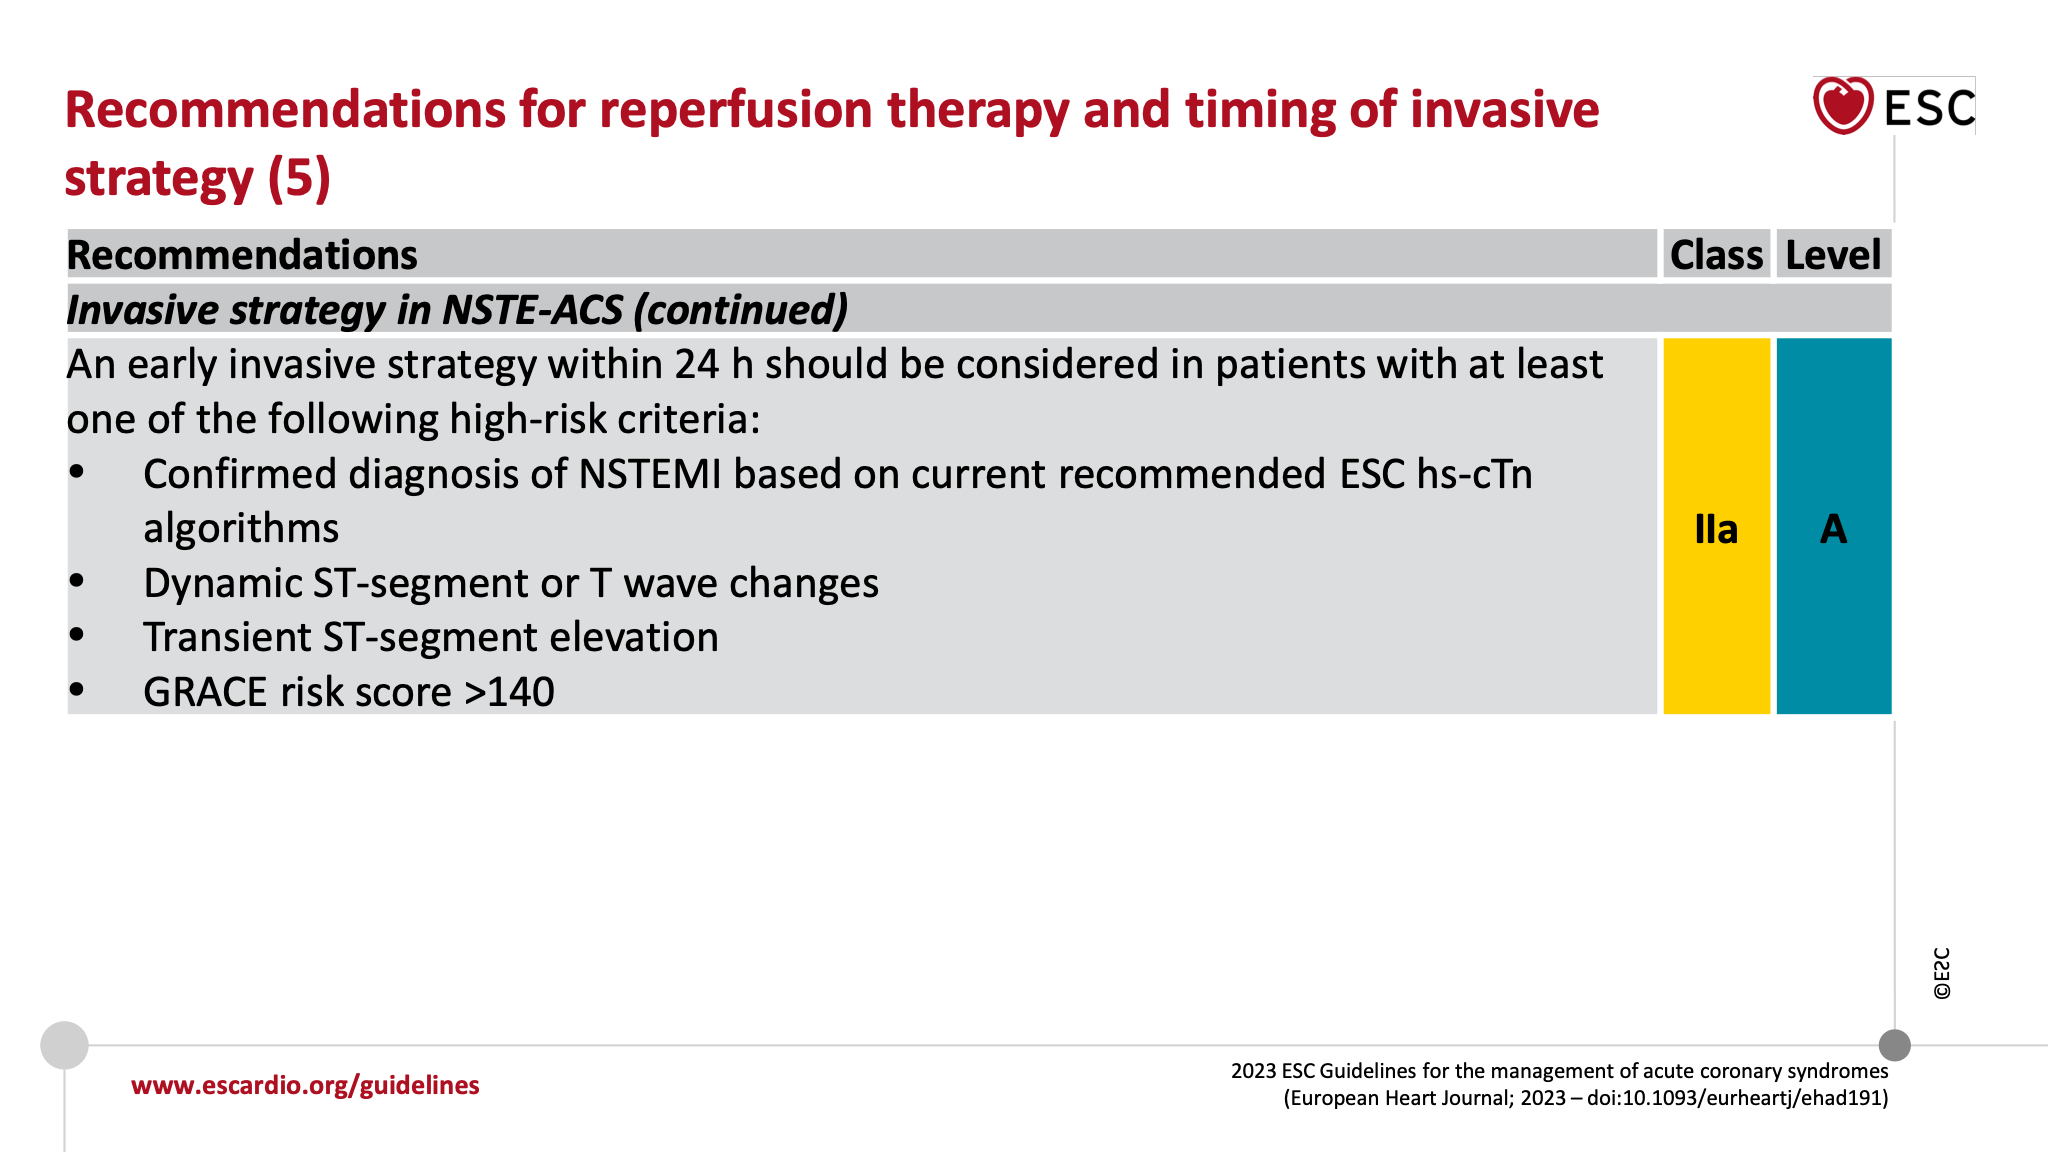 Recommendations for reperfusion therapy and timing of invasive
strategy (5)
ESC
Recommendations Class Level
Invasive strategy in NSTE-ACS (continued)
An early invasive strategy within 24 h should be considered in patients with at least
one of the following high-risk criteria:
• Confirmed diagnosis of NSTEMI based on current recommended ESC hs-cTn
algorithms
• Dynamic ST-segment or T wave changes
• Transient ST-segment elevation
• GRACE risk score >140
IIa A
©ESC
www.escardio.org/guidelines
2023 ESC Guidelines for the management of acute coronary syndromes
(European Heart Journal; 2023 – doi:10.1093/eurheartj/ehad191)